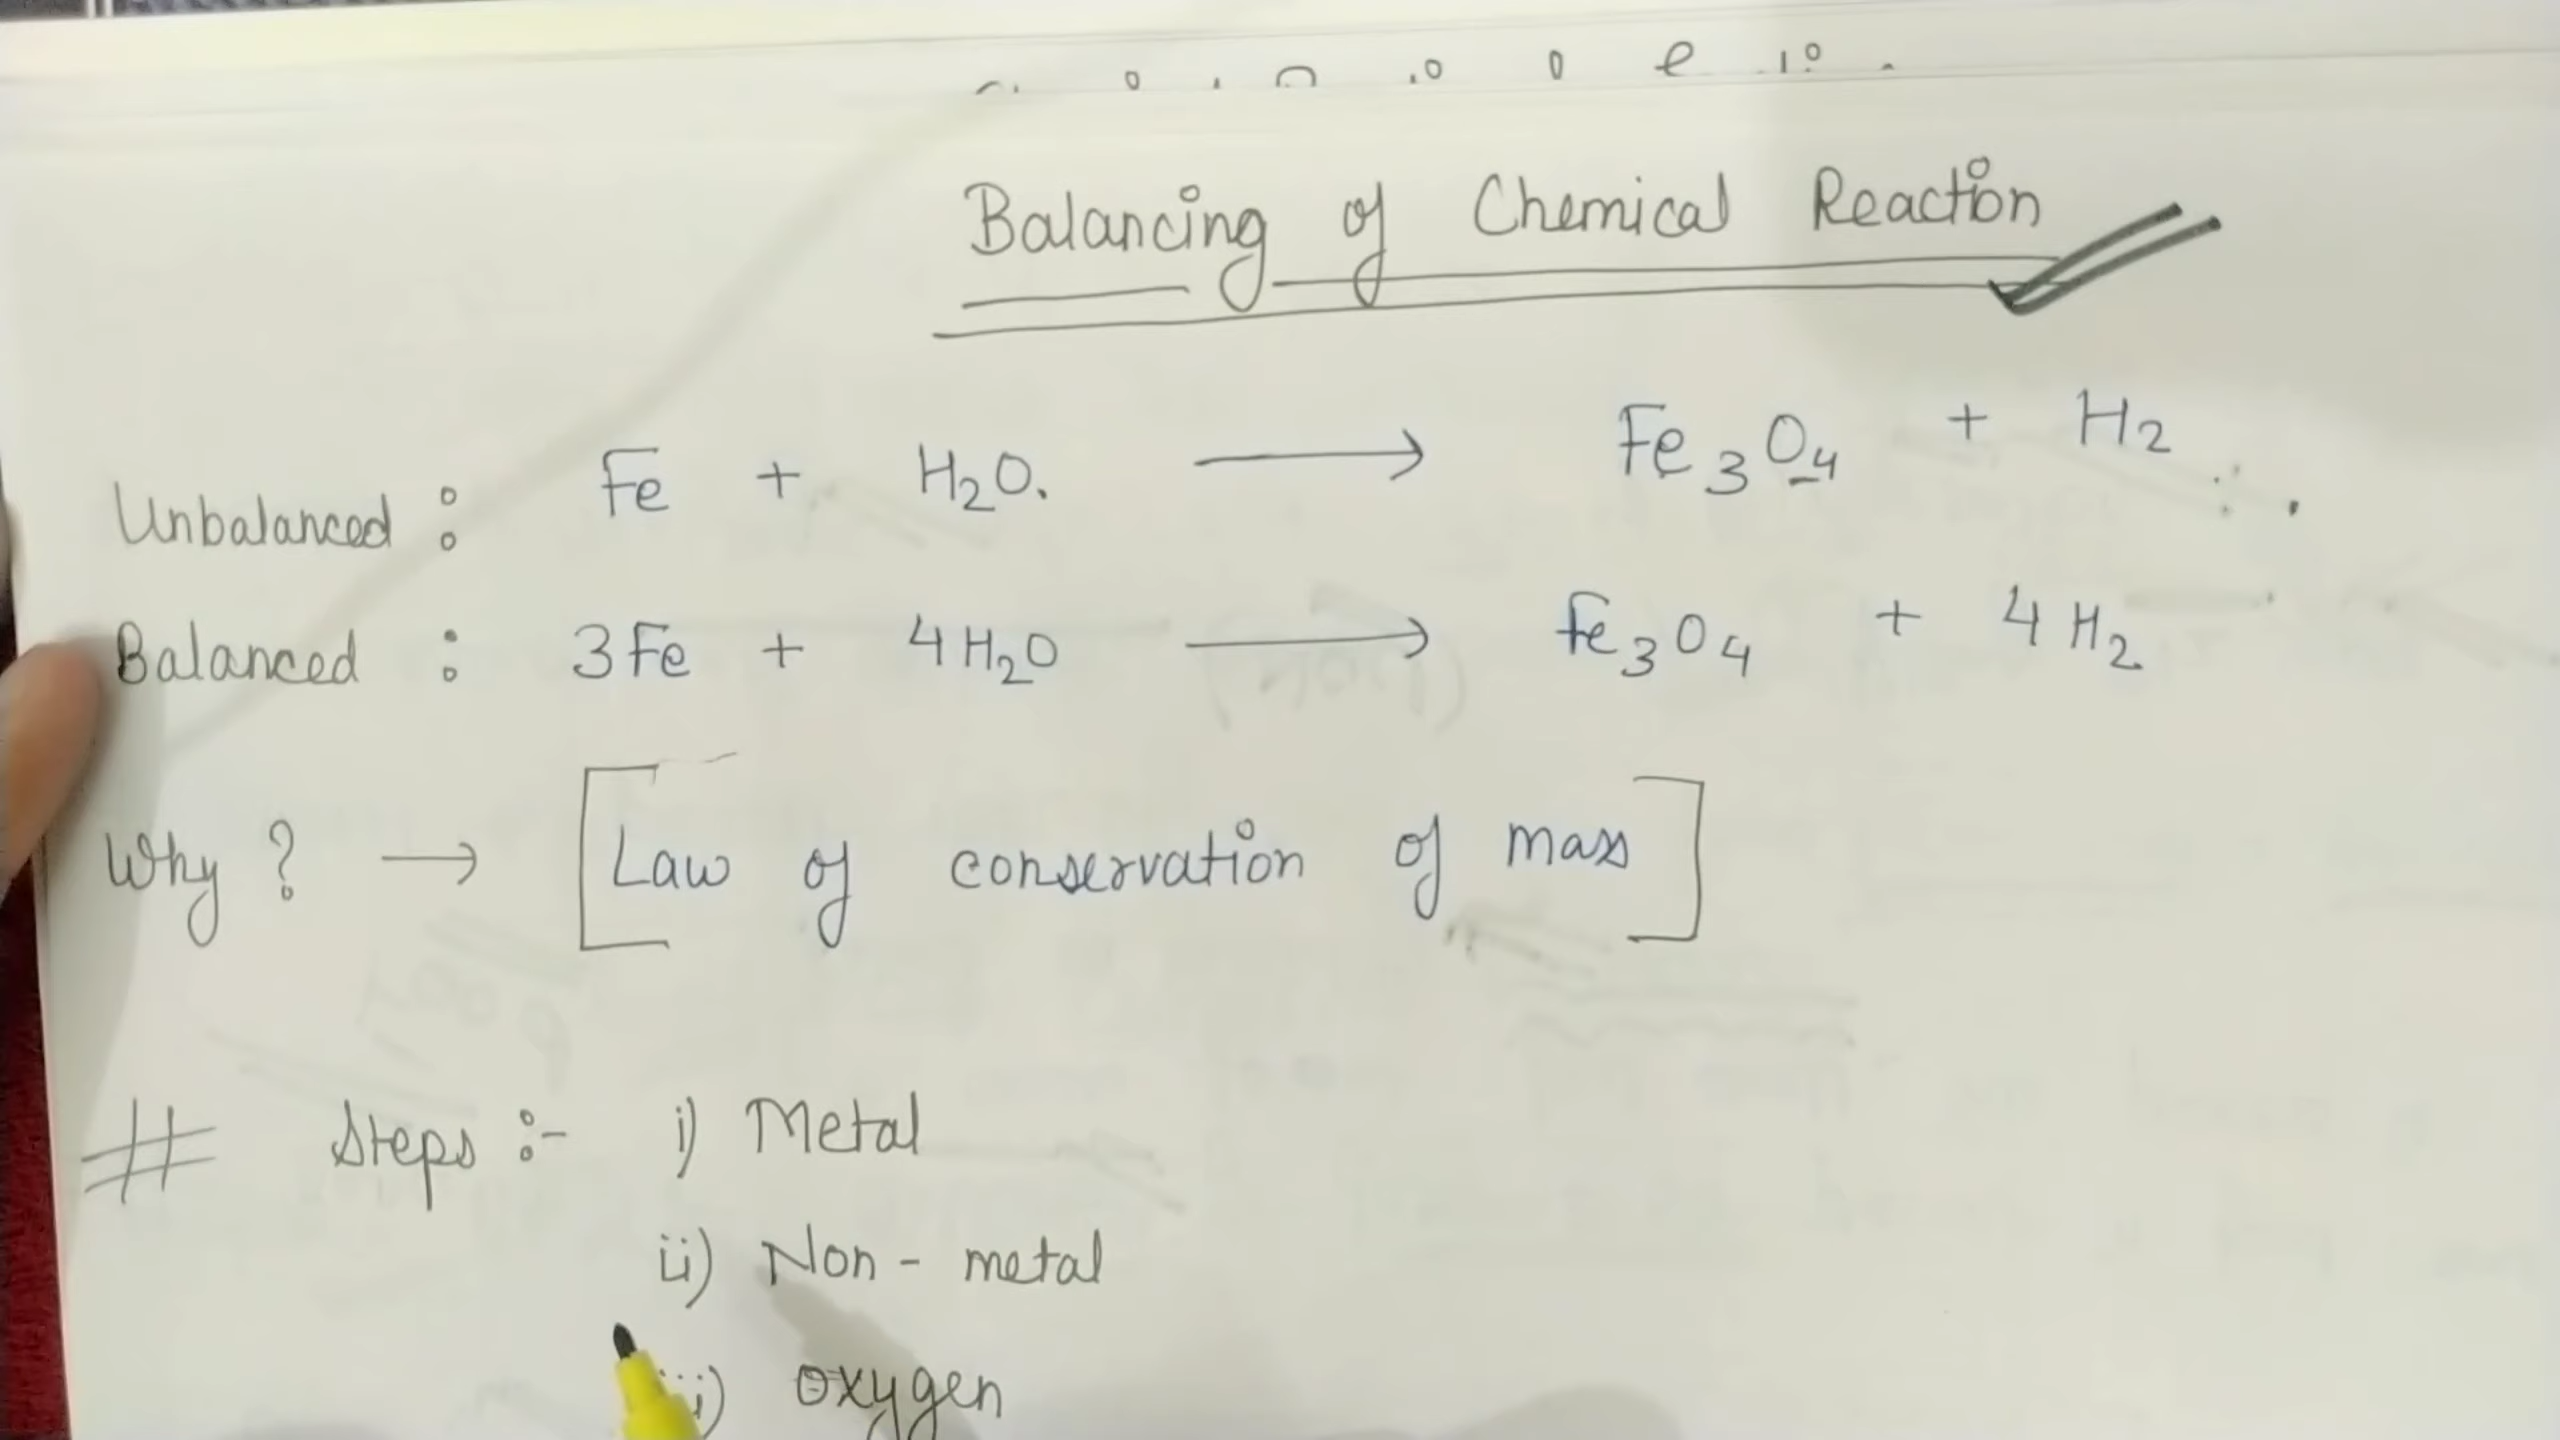 Balancing of Chemical Reaction
Unbalanced : Fe + H₂O. ⟶ Fe₃O₄ + H₂
Balanced : 3Fe + 4H₂O ⟶ Fe₃O₄ + 4H₂
Why ? → [Law of conservation of mass]
# Steps :- i) Metal
ii) Non - metal
iii) oxygen